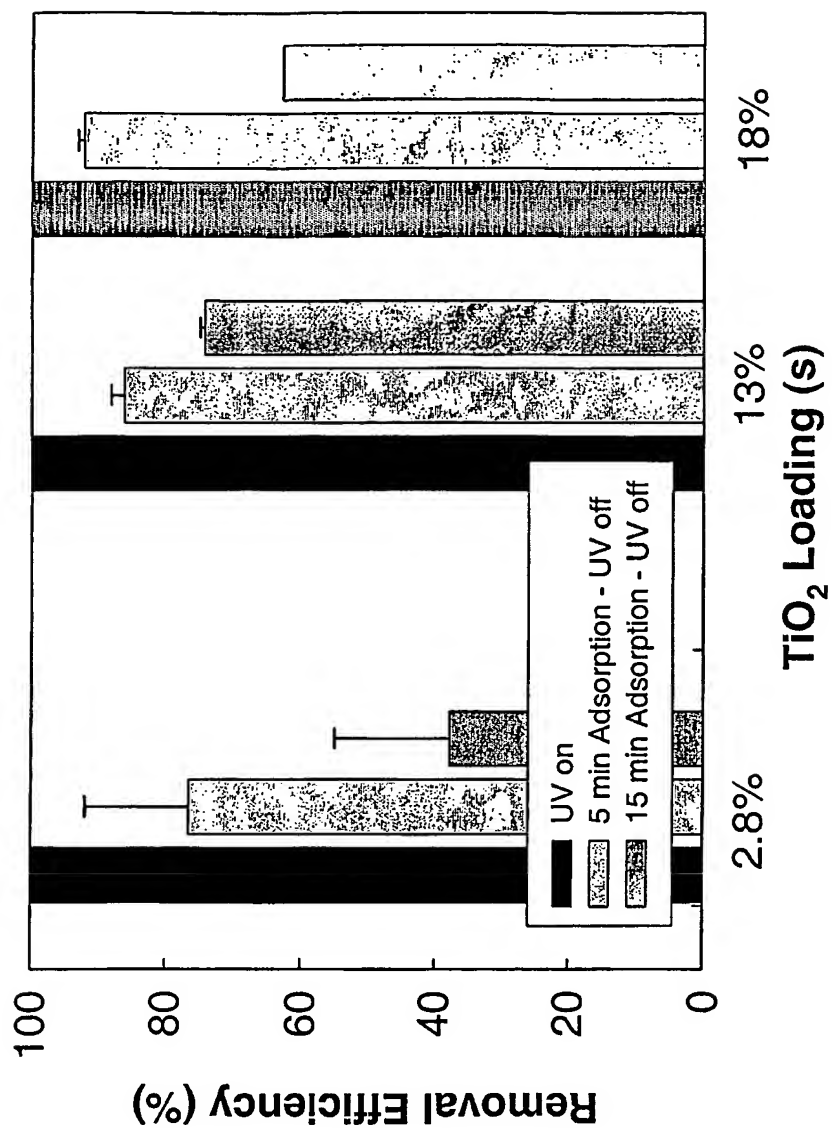 Removal Efficiency (%)
100
80
60
40
20
0
UV on
5 min Adsorption - UV off
15 min Adsorption - UV off
2.8%
13%
18%
TiO₂ Loading (s)